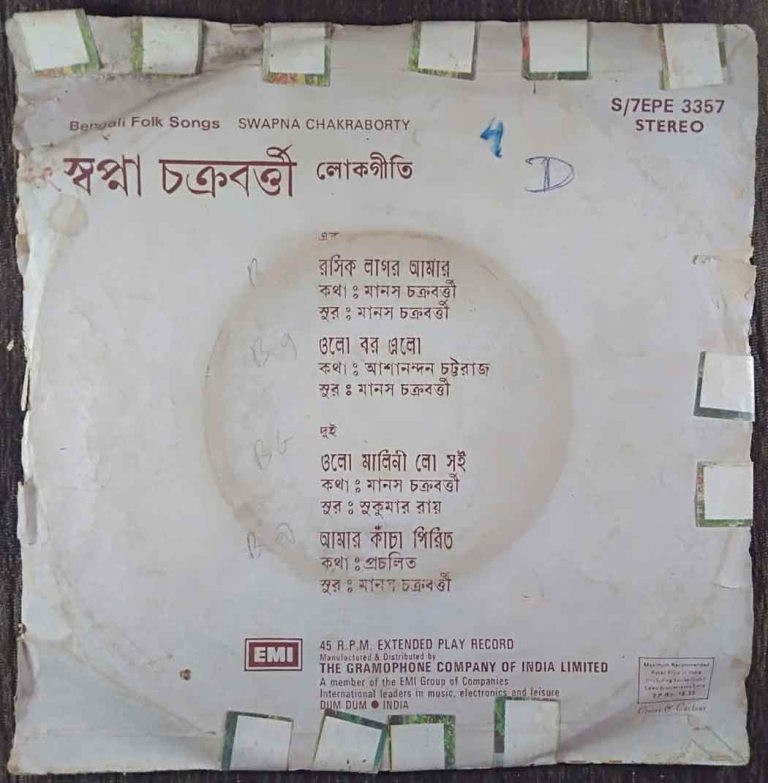 S/7EPE 3357
STEREO
Bengali Folk Songs SWAPNA CHAKRABORTY
স্বপ্না চক্রবর্ত্তী লোকগীতি
4
D
এক
রসিক নাগর আমার
কথা : মানস চক্রবর্ত্তী
সুর : মানস চক্রবর্ত্তী
ওলো বর এলো
কথা : আশানন্দন চট্টরাজ
সুর : মানস চক্রবর্ত্তী
দুই
ওলো মালিনী লো সই
কথা : মানস চক্রবর্ত্তী
সুর : সুকুমার রায়
আমার কাঁচা পিরিত
কথা : প্রচলিত
সুর : মানস চক্রবর্ত্তী
EMI
45 R.P.M. EXTENDED PLAY RECORD
Manufactured & Distributed by
THE GRAMOPHONE COMPANY OF INDIA LIMITED
A member of the EMI Group of Companies
International leaders in music, electronics and leisure
DUM DUM ● INDIA
Maximum Recommended